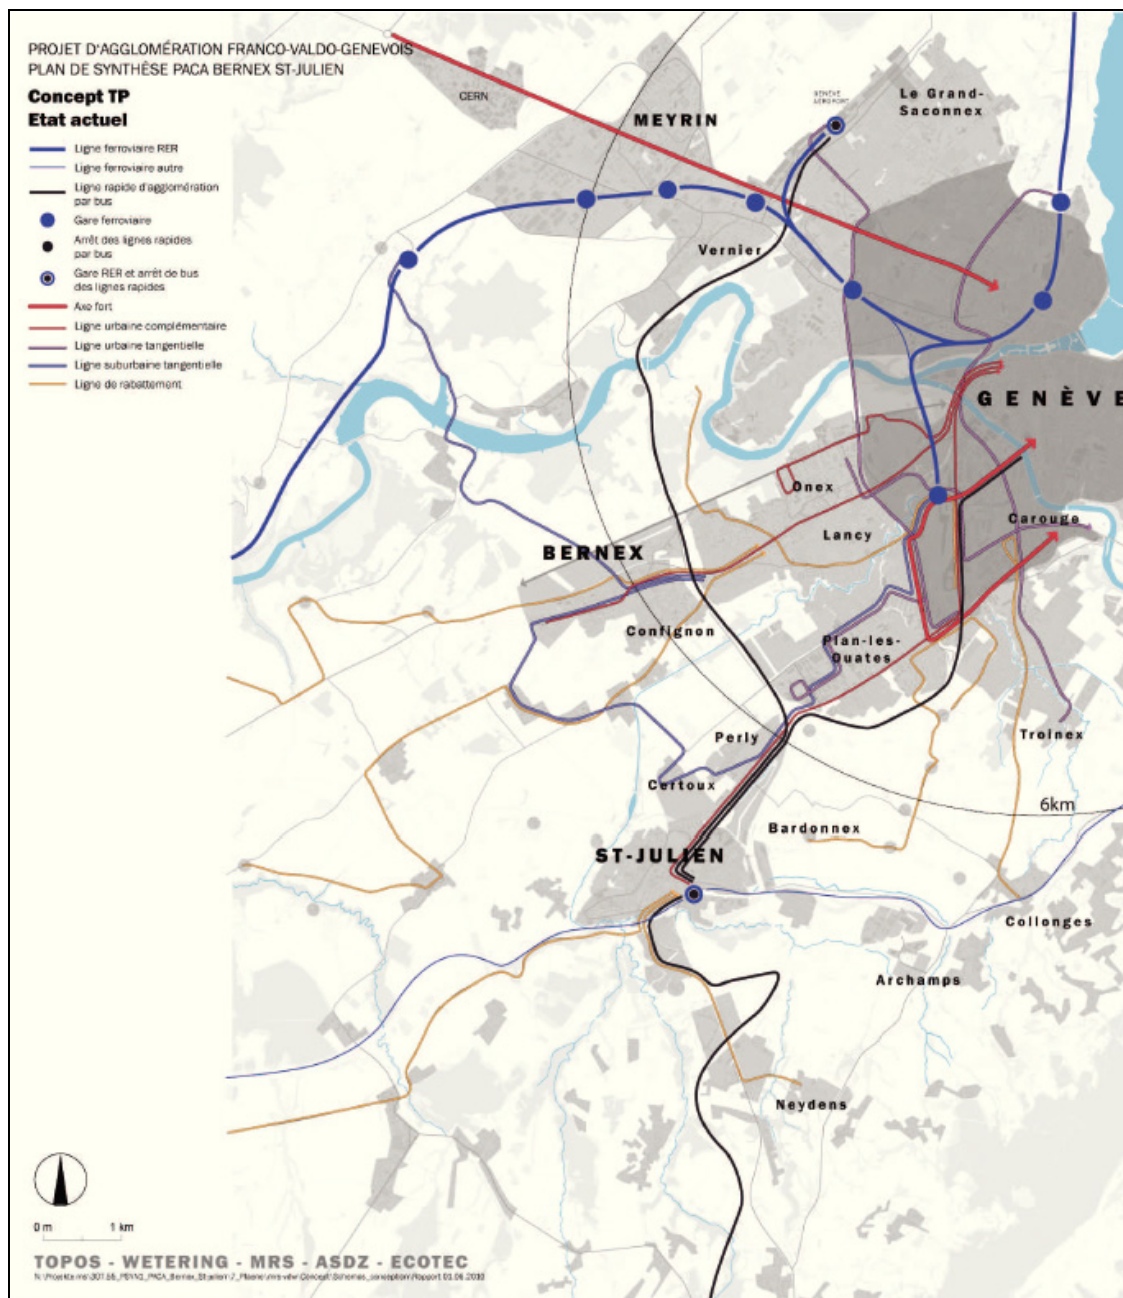 PROJET D'AGGLOMÉRATION FRANCO-VALDO-GENEVOIS
PLAN DE SYNTHÈSE PACA BERNEX ST-JULIEN
Concept TP
Etat actuel
Ligne ferroviaire RER
Ligne ferroviaire autre
Ligne rapide d'agglomération
par bus
Gare ferroviaire
Arrêt des lignes rapides
par bus
Gare RER et arrêt de bus
des lignes rapides
Axe fort
Ligne urbaine complémentaire
Ligne urbaine tangentielle
Ligne suburbaine tangentielle
Ligne de rabattement
CERN
MEYRIN
GENÈVE
AÉROPORT
Le Grand-
Saconnex
Vernier
GENÈVE
Onex
Lancy
Carouge
BERNEX
Confignon
Plan-les-
Ouates
Perly
Troinex
Certoux
6km
Bardonnex
ST-JULIEN
Collonges
Archamps
Neydens
0 m 1 km
TOPOS - WETERING - MRS - ASDZ - ECOTEC